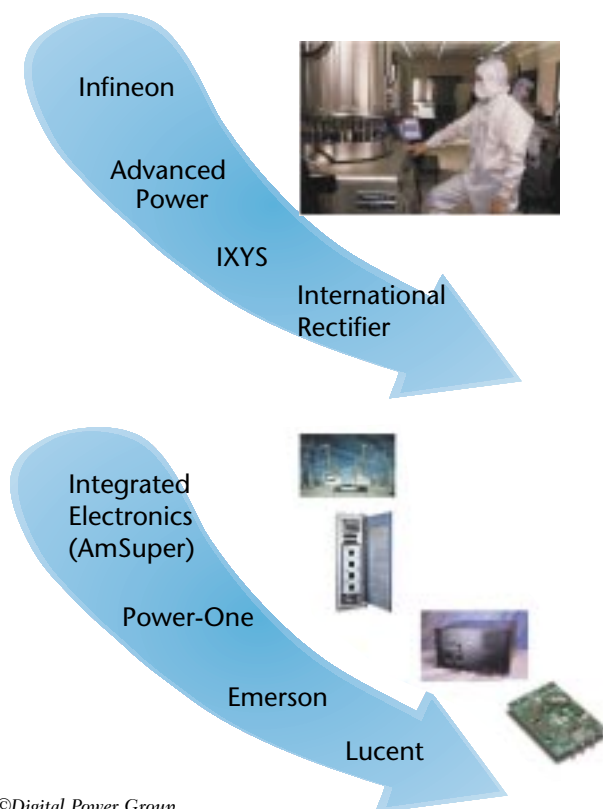 Infineon
Advanced
Power
IXYS
International
Rectifier
Integrated
Electronics
(AmSuper)
Power-One
Emerson
Lucent
©Digital Power Group